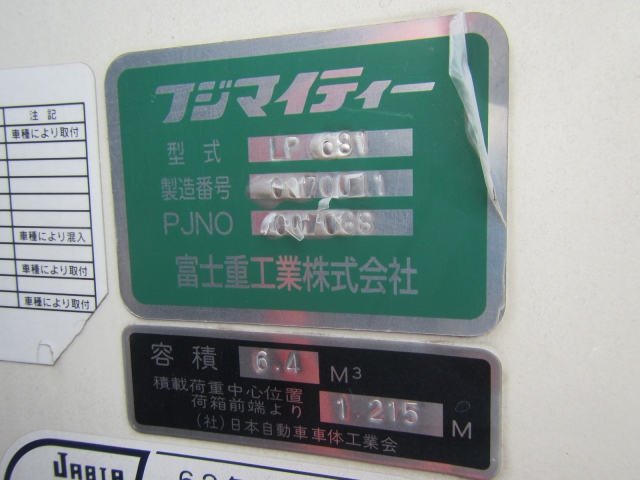 注記
車種により取付
車種により混入
車種により取付
車種により取付
フジマイティー
型式 LP 681
製造番号
PJNO
富士重工業株式会社
容積 6.4 M³
積載荷重中心位置
荷箱前端より 1.215 M
(社)日本自動車車体工業会
JABIA